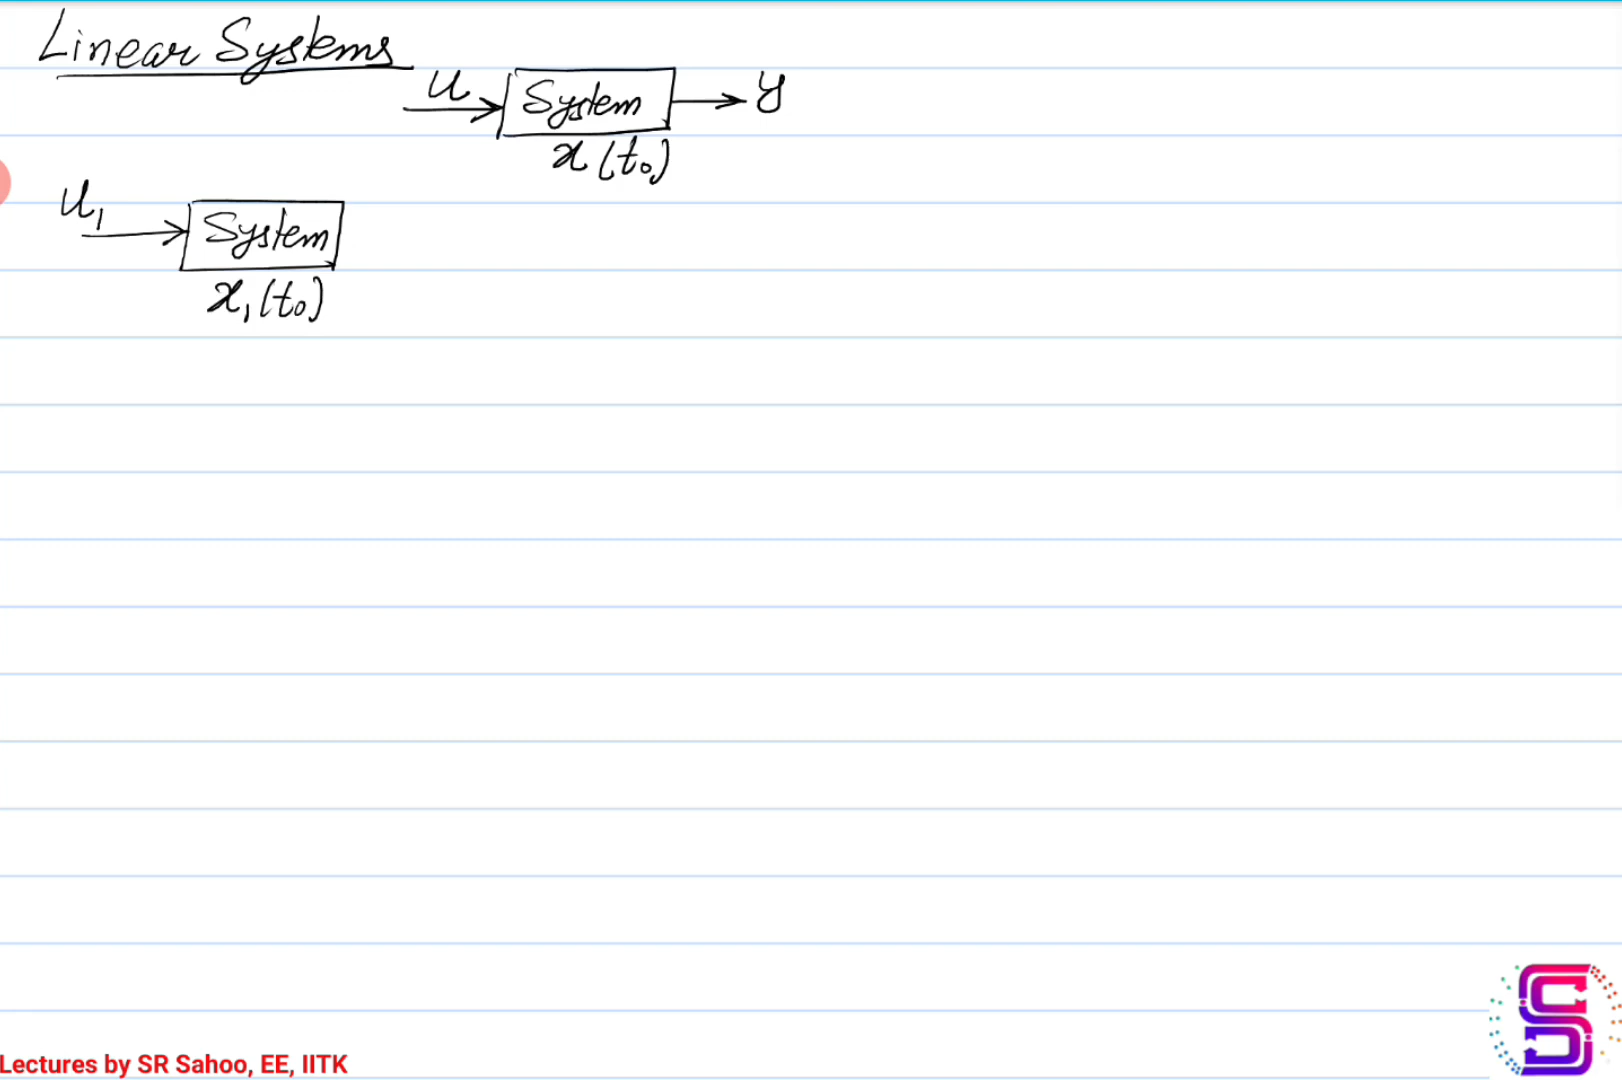 Linear Systems
u System y
x(t₀)
u₁ System
x₁(t₀)
Lectures by SR Sahoo, EE, IITK